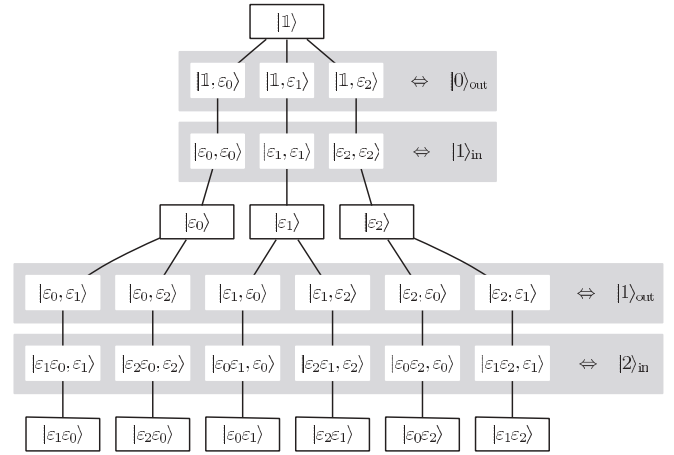 |𝟙⟩
|𝟙, ε₀⟩ |𝟙, ε₁⟩ |𝟙, ε₂⟩ ⇔ |0⟩out
|ε₀, ε₀⟩ |ε₁, ε₁⟩ |ε₂, ε₂⟩ ⇔ |1⟩in
|ε₀⟩ |ε₁⟩ |ε₂⟩
|ε₀, ε₁⟩ |ε₀, ε₂⟩ |ε₁, ε₀⟩ |ε₁, ε₂⟩ |ε₂, ε₀⟩ |ε₂, ε₁⟩ ⇔ |1⟩out
|ε₁ε₀, ε₁⟩ |ε₂ε₀, ε₂⟩ |ε₀ε₁, ε₀⟩ |ε₂ε₁, ε₂⟩ |ε₀ε₂, ε₀⟩ |ε₁ε₂, ε₁⟩ ⇔ |2⟩in
|ε₁ε₀⟩ |ε₂ε₀⟩ |ε₀ε₁⟩ |ε₂ε₁⟩ |ε₀ε₂⟩ |ε₁ε₂⟩